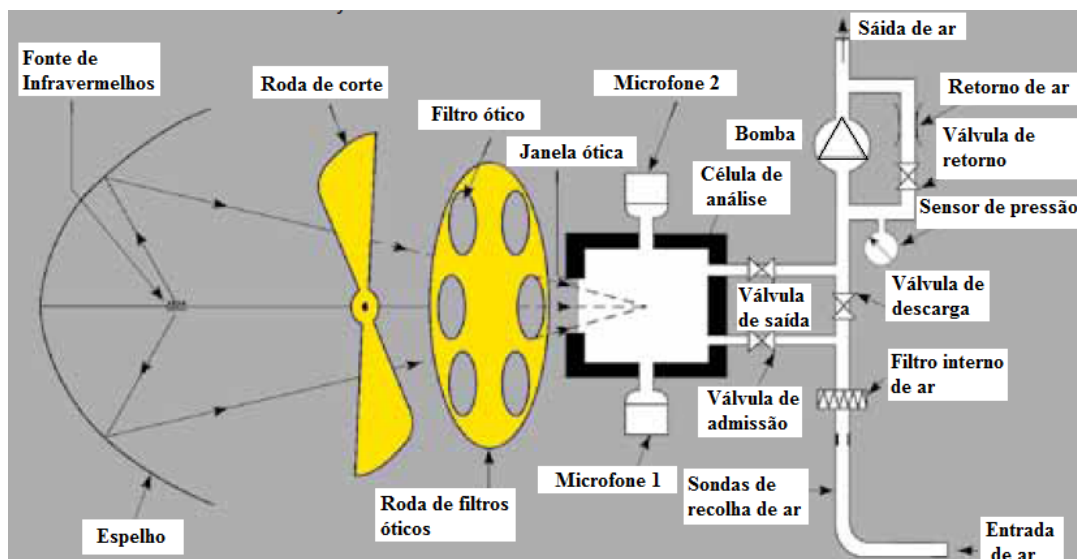 Fonte de
Infravermelhos
Roda de corte
Filtro ótico
Janela ótica
Microfone 2
Célula de
análise
Bomba
Sáida de ar
Retorno de ar
Válvula de
retorno
Sensor de pressão
Válvula
de saída
Válvula de
descarga
Válvula de
admissão
Filtro interno
de ar
Microfone 1
Roda de filtros
óticos
Espelho
Sondas de
recolha de ar
Entrada
de ar